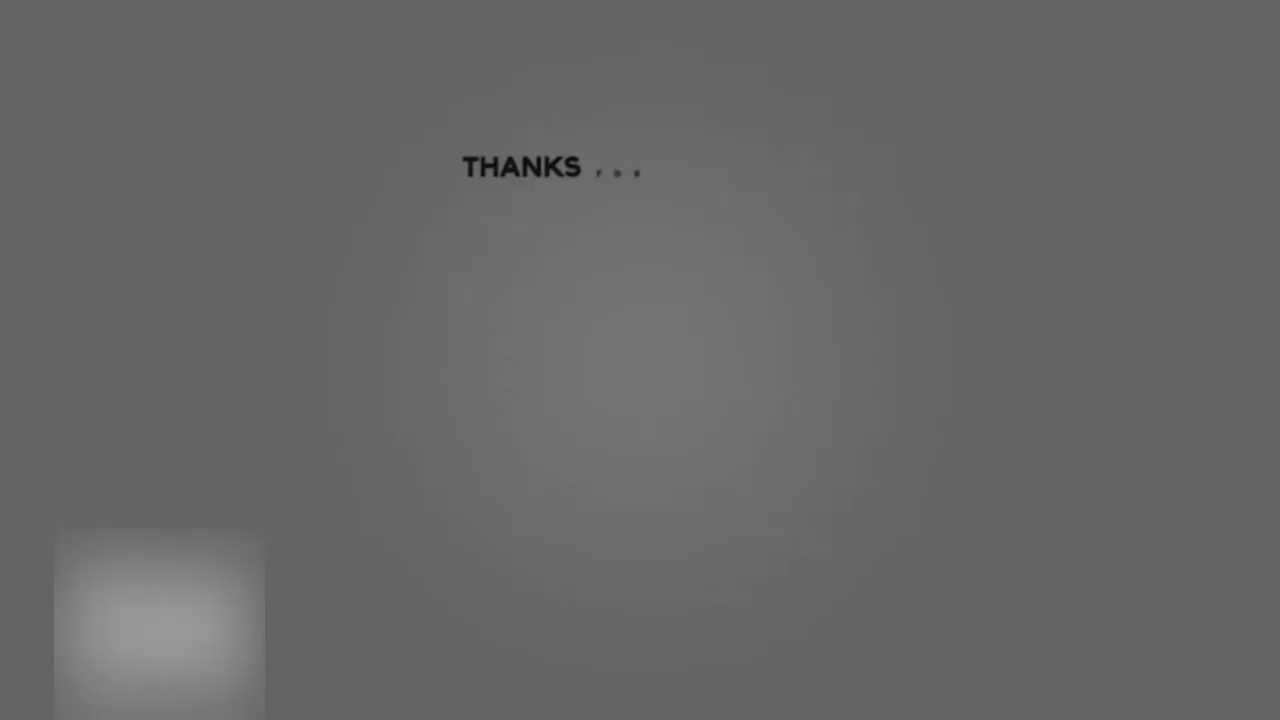 THANKS . . .